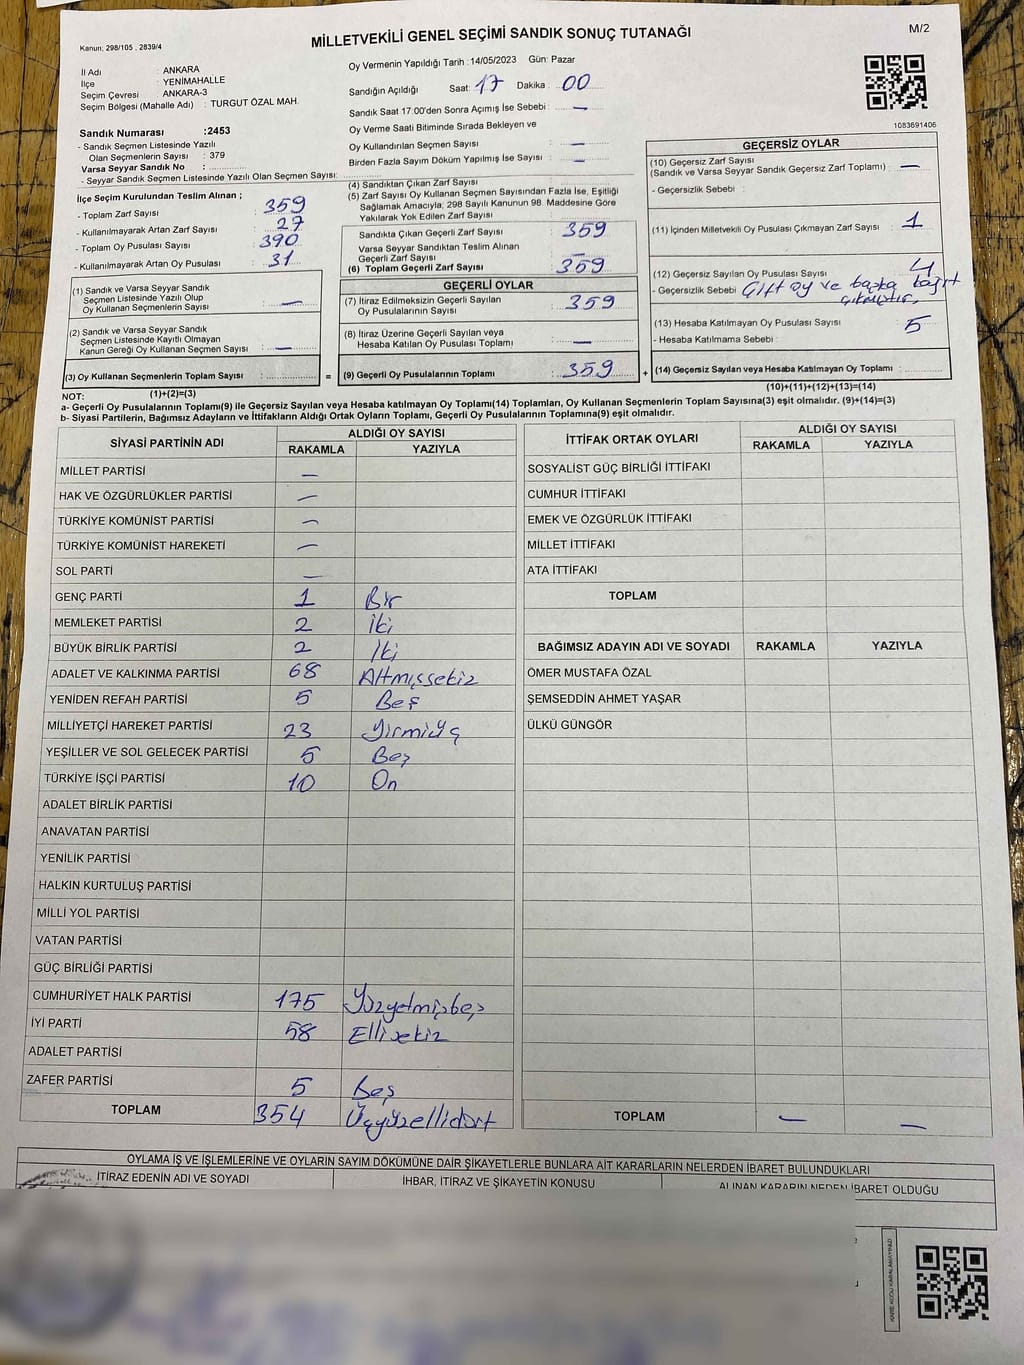 MİLLETVEKİLİ GENEL SEÇİMİ SANDIK SONUÇ TUTANAĞI
M/2
Kanun: 298/105 , 2839/4
İl Adı : ANKARA
İlçe : YENİMAHALLE
Seçim Çevresi : ANKARA-3
Seçim Bölgesi (Mahalle Adı) : TURGUT ÖZAL MAH.
Sandık Numarası :2453
- Sandık Seçmen Listesinde Yazılı
Olan Seçmenlerin Sayısı : 379
Varsa Seyyar Sandık No :
- Seyyar Sandık Seçmen Listesinde Yazılı Olan Seçmen Sayısı:
Oy Vermenin Yapıldığı Tarih :14/05/2023 Gün: Pazar
Sandığın Açıldığı Saat: 17 Dakika : 00
Sandık Saat 17.00'den Sonra Açımış İse Sebebi : —
Oy Verme Saati Bitiminde Sırada Bekleyen ve
Oy Kullandırılan Seçmen Sayısı : —
Birden Fazla Sayım Döküm Yapılmış İse Sayısı : —
1083691406
İlçe Seçim Kurulundan Teslim Alınan ;
- Toplam Zarf Sayısı : 359
- Kullanılmayarak Artan Zarf Sayısı : 27
- Toplam Oy Pusulası Sayısı : 390
- Kullanılmayarak Artan Oy Pusulası : 31
(1) Sandık ve Varsa Seyyar Sandık
Seçmen Listesinde Yazılı Olup
Oy Kullanan Seçmenlerin Sayısı : —
(2) Sandık ve Varsa Seyyar Sandık
Seçmen Listesinde Kayıtlı Olmayan
Kanun Gereği Oy Kullanan Seçmen Sayısı : —
(3) Oy Kullanan Seçmenlerin Toplam Sayısı :
(1)+(2)=(3)
(4) Sandıktan Çıkan Zarf Sayısı :
(5) Zarf Sayısı Oy Kullanan Seçmen Sayısından Fazla İse, Eşitliği
Sağlamak Amacıyla; 298 Sayılı Kanunun 98. Maddesine Göre
Yakılarak Yok Edilen Zarf Sayısı :
Sandıkta Çıkan Geçerli Zarf Sayısı : 359
Varsa Seyyar Sandıktan Teslim Alınan
Geçerli Zarf Sayısı : —
(6) Toplam Geçerli Zarf Sayısı : 359
GEÇERLİ OYLAR
(7) İtiraz Edilmeksizin Geçerli Sayılan
Oy Pusulalarının Sayısı : 359
(8) İtiraz Üzerine Geçerli Sayılan veya
Hesaba Katılan Oy Pusulası Toplamı : —
= (9) Geçerli Oy Pusulalarının Toplamı : 359 +
GEÇERSİZ OYLAR
(10) Geçersiz Zarf Sayısı
(Sandık ve Varsa Seyyar Sandık Geçersiz Zarf Toplamı) : —
- Geçersizlik Sebebi :
(11) İçinden Milletvekili Oy Pusulası Çıkmayan Zarf Sayısı : 1
(12) Geçersiz Sayılan Oy Pusulası Sayısı : 4
- Geçersizlik Sebebi : Çift oy ve başka kağıt
çıkmıştır.
(13) Hesaba Katılmayan Oy Pusulası Sayısı : 5
- Hesaba Katılmama Sebebi :
(14) Geçersiz Sayılan veya Hesaba Katılmayan Oy Toplamı :
(10)+(11)+(12)+(13)=(14)
NOT:
a- Geçerli Oy Pusulalarının Toplamı(9) ile Geçersiz Sayılan veya Hesaba katılmayan Oy Toplamı(14) Toplamları, Oy Kullanan Seçmenlerin Toplam Sayısına(3) eşit olmalıdır. (9)+(14)=(3)
b- Siyasi Partilerin, Bağımsız Adayların ve İttifakların Aldığı Ortak Oyların Toplamı, Geçerli Oy Pusulalarının Toplamına(9) eşit olmalıdır.
SİYASİ PARTİNİN ADI ALDIĞI OY SAYISI
RAKAMLA YAZIYLA
MİLLET PARTİSİ —
HAK VE ÖZGÜRLÜKLER PARTİSİ —
TÜRKİYE KOMÜNİST PARTİSİ —
TÜRKİYE KOMÜNİST HAREKETİ —
SOL PARTİ —
GENÇ PARTİ 1 Bir
MEMLEKET PARTİSİ 2 İki
BÜYÜK BİRLİK PARTİSİ 2 İki
ADALET VE KALKINMA PARTİSİ 68 Altmışsekiz
YENİDEN REFAH PARTİSİ 5 Beş
MİLLİYETÇİ HAREKET PARTİSİ 23 Yirmiüç
YEŞİLLER VE SOL GELECEK PARTİSİ 5 Beş
TÜRKİYE İŞÇİ PARTİSİ 10 On
ADALET BİRLİK PARTİSİ
ANAVATAN PARTİSİ
YENİLİK PARTİSİ
HALKIN KURTULUŞ PARTİSİ
MİLLİ YOL PARTİSİ
VATAN PARTİSİ
GÜÇ BİRLİĞİ PARTİSİ
CUMHURİYET HALK PARTİSİ 175 Yüzyetmişbeş
İYİ PARTİ 58 Ellisekiz
ADALET PARTİSİ
ZAFER PARTİSİ 5 Beş
TOPLAM 354 Üçyüzellidört
İTTİFAK ORTAK OYLARI ALDIĞI OY SAYISI
RAKAMLA YAZIYLA
SOSYALİST GÜÇ BİRLİĞİ İTTİFAKI
CUMHUR İTTİFAKI
EMEK VE ÖZGÜRLÜK İTTİFAKI
MİLLET İTTİFAKI
ATA İTTİFAKI
TOPLAM
BAĞIMSIZ ADAYIN ADI VE SOYADI RAKAMLA YAZIYLA
ÖMER MUSTAFA ÖZAL
ŞEMSEDDİN AHMET YAŞAR
ÜLKÜ GÜNGÖR
TOPLAM — —
OYLAMA İŞ VE İŞLEMLERİNE VE OYLARIN SAYIM DÖKÜMÜNE DAİR ŞİKAYETLERLE BUNLARA AİT KARARLARIN NELERDEN İBARET BULUNDUKLARI
İTİRAZ EDENİN ADI VE SOYADI İHBAR, İTİRAZ VE ŞİKAYETİN KONUSU ALINAN KARARIN NEDEN İBARET OLDUĞU
KARE KODU KARALAMAYINIZ!